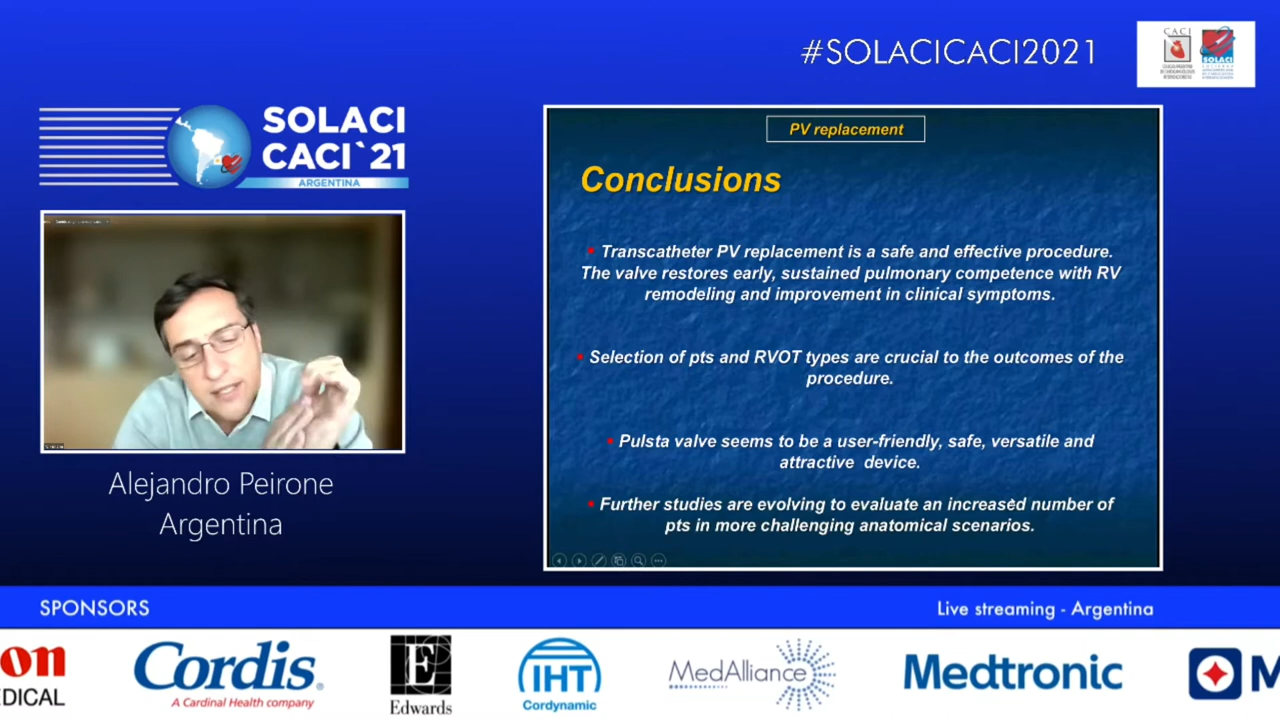 #SOLACICACI2021
CACI
SOLACI
SOLACI
CACI`21
ARGENTINA
PV replacement
Conclusions
Transcatheter PV replacement is a safe and effective procedure.
The valve restores early, sustained pulmonary competence with RV
remodeling and improvement in clinical symptoms.
Selection of pts and RVOT types are crucial to the outcomes of the
procedure.
Pulsta valve seems to be a user-friendly, safe, versatile and
attractive device.
Further studies are evolving to evaluate an increased number of
pts in more challenging anatomical scenarios.
Alejandro Peirone
Argentina
SPONSORS
Live streaming - Argentina
on
EDICAL
Cordis®
A Cardinal Health company
E
Edwards
IHT
Cordynamic
MedAlliance
Medtronic
M